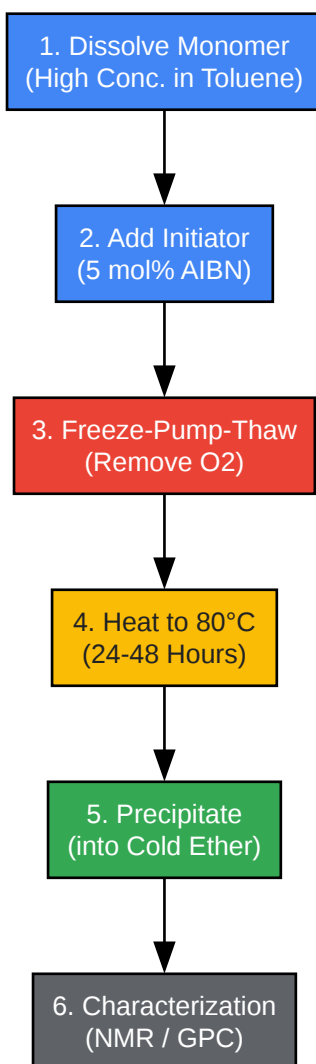 1. Dissolve Monomer
(High Conc. in Toluene)
2. Add Initiator
(5 mol% AIBN)
3. Freeze-Pump-Thaw
(Remove O2)
4. Heat to 80°C
(24-48 Hours)
5. Precipitate
(into Cold Ether)
6. Characterization
(NMR / GPC)